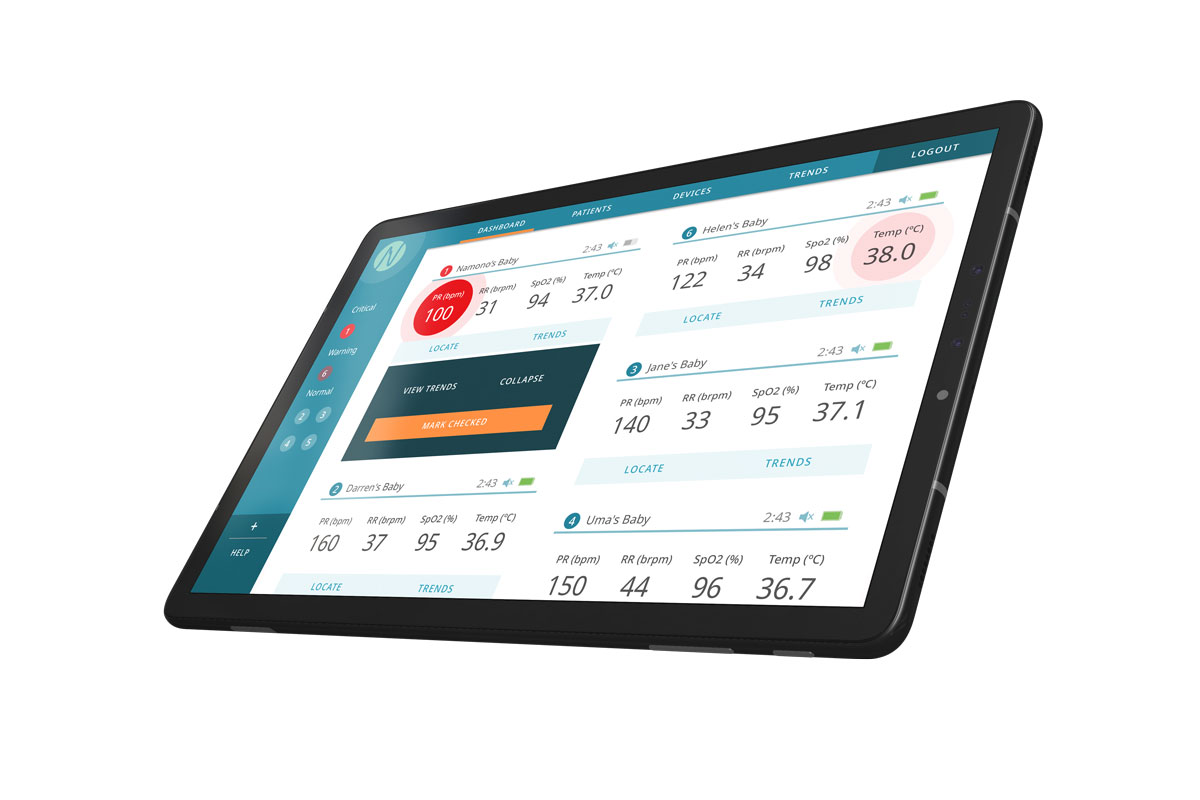 N
DASHBOARD
PATIENTS
DEVICES
TRENDS
LOGOUT
Critical
1
Warning
6
Normal
2 3
4 5
+
HELP
1 Namono's Baby 2:43
PR (bpm) RR (brpm) SpO2 (%) Temp (ºC)
100 31 94 37.0
LOCATE TRENDS
VIEW TRENDS COLLAPSE
MARK CHECKED
2 Darren's Baby 2:43
PR (bpm) RR (brpm) SpO2 (%) Temp (ºC)
160 37 95 36.9
LOCATE TRENDS
6 Helen's Baby 2:43
PR (bpm) RR (brpm) SpO2 (%) Temp (ºC)
122 34 98 38.0
LOCATE TRENDS
3 Jane's Baby 2:43
PR (bpm) RR (brpm) SpO2 (%) Temp (ºC)
140 33 95 37.1
LOCATE TRENDS
4 Uma's Baby 2:43
PR (bpm) RR (brpm) SpO2 (%) Temp (ºC)
150 44 96 36.7